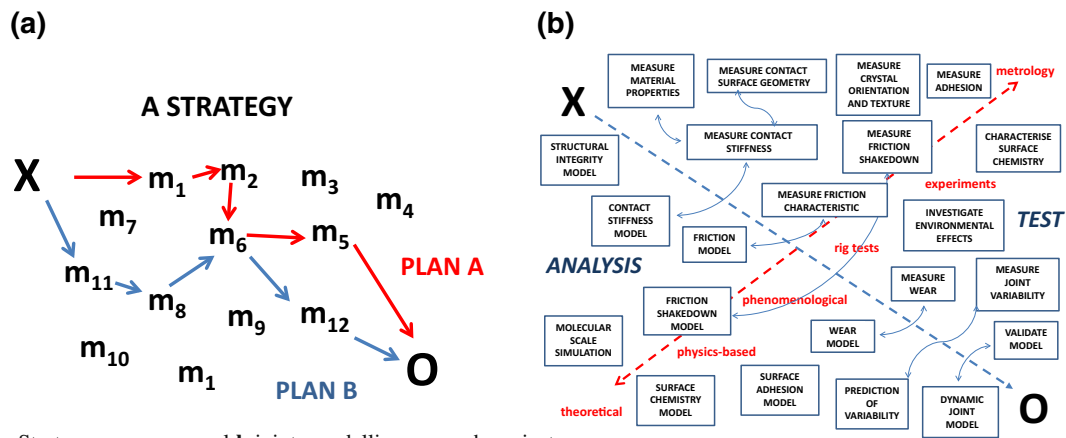 (a)
A STRATEGY
X
m1
m2
m3
m4
m7
m6
m5
PLAN A
m11
m8
m9
m12
m10
m1
PLAN B
O
(b)
MEASURE
MATERIAL
PROPERTIES
MEASURE CONTACT
SURFACE GEOMETRY
MEASURE
CRYSTAL
ORIENTATION
AND TEXTURE
MEASURE
ADHESION
metrology
X
STRUCTURAL
INTEGRITY
MODEL
MEASURE CONTACT
STIFFNESS
MEASURE
FRICTION
SHAKEDOWN
CHARACTERISE
SURFACE
CHEMISTRY
experiments
CONTACT
STIFFNESS
MODEL
MEASURE FRICTION
CHARACTERISTIC
FRICTION
MODEL
INVESTIGATE
ENVIRONMENTAL
EFFECTS
TEST
rig tests
ANALYSIS
MEASURE
WEAR
MEASURE
JOINT
VARIABILITY
phenomenological
FRICTION
SHAKEDOWN
MODEL
MOLECULAR
SCALE
SIMULATION
physics-based
WEAR
MODEL
VALIDATE
MODEL
theoretical
SURFACE
CHEMISTRY
MODEL
SURFACE
ADHESION
MODEL
PREDICTION
OF
VARIABILITY
DYNAMIC
JOINT
MODEL
O